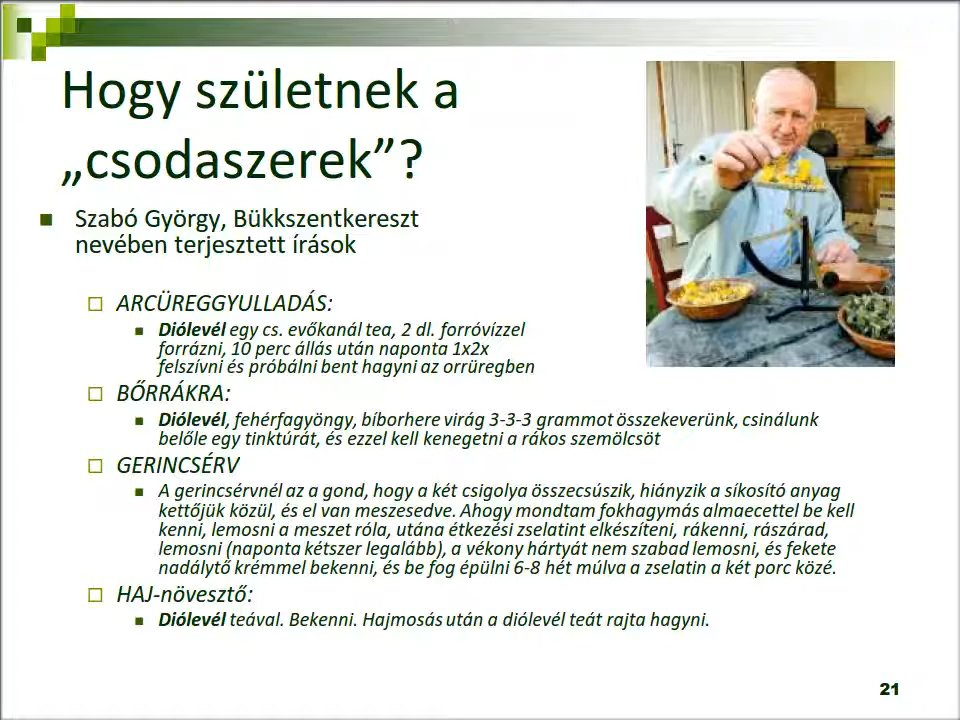 Hogy születnek a
„csodaszerek”?
Szabó György, Bükkszentkereszt
nevében terjesztett írások
ARCÜREGGYULLADÁS:
Diólevél egy cs. evőkanál tea, 2 dl. forróvízzel
forrázni, 10 perc állás után naponta 1x2x
felszívni és próbálni bent hagyni az orrüregben
BŐRRÁKRA:
Diólevél, fehérfagyöngy, bíborhere virág 3-3-3 grammot összekeverünk, csinálunk
belőle egy tinktúrát, és ezzel kell kenegetni a rákos szemölcsöt
GERINCSÉRV
A gerincsérvnél az a gond, hogy a két csigolya összecsúszik, hiányzik a síkosító anyag
kettőjük közül, és el van meszesedve. Ahogy mondtam fokhagymás almaecettel be kell
kenni, lemosni a meszet róla, utána étkezési zselatint elkészíteni, rákenni, rászárad,
lemosni (naponta kétszer legalább), a vékony hártyát nem szabad lemosni, és fekete
nadálytő krémmel bekenni, és be fog épülni 6-8 hét múlva a zselatin a két porc közé.
HAJ-növesztő:
Diólevél teával. Bekenni. Hajmosás után a diólevél teát rajta hagyni.
21